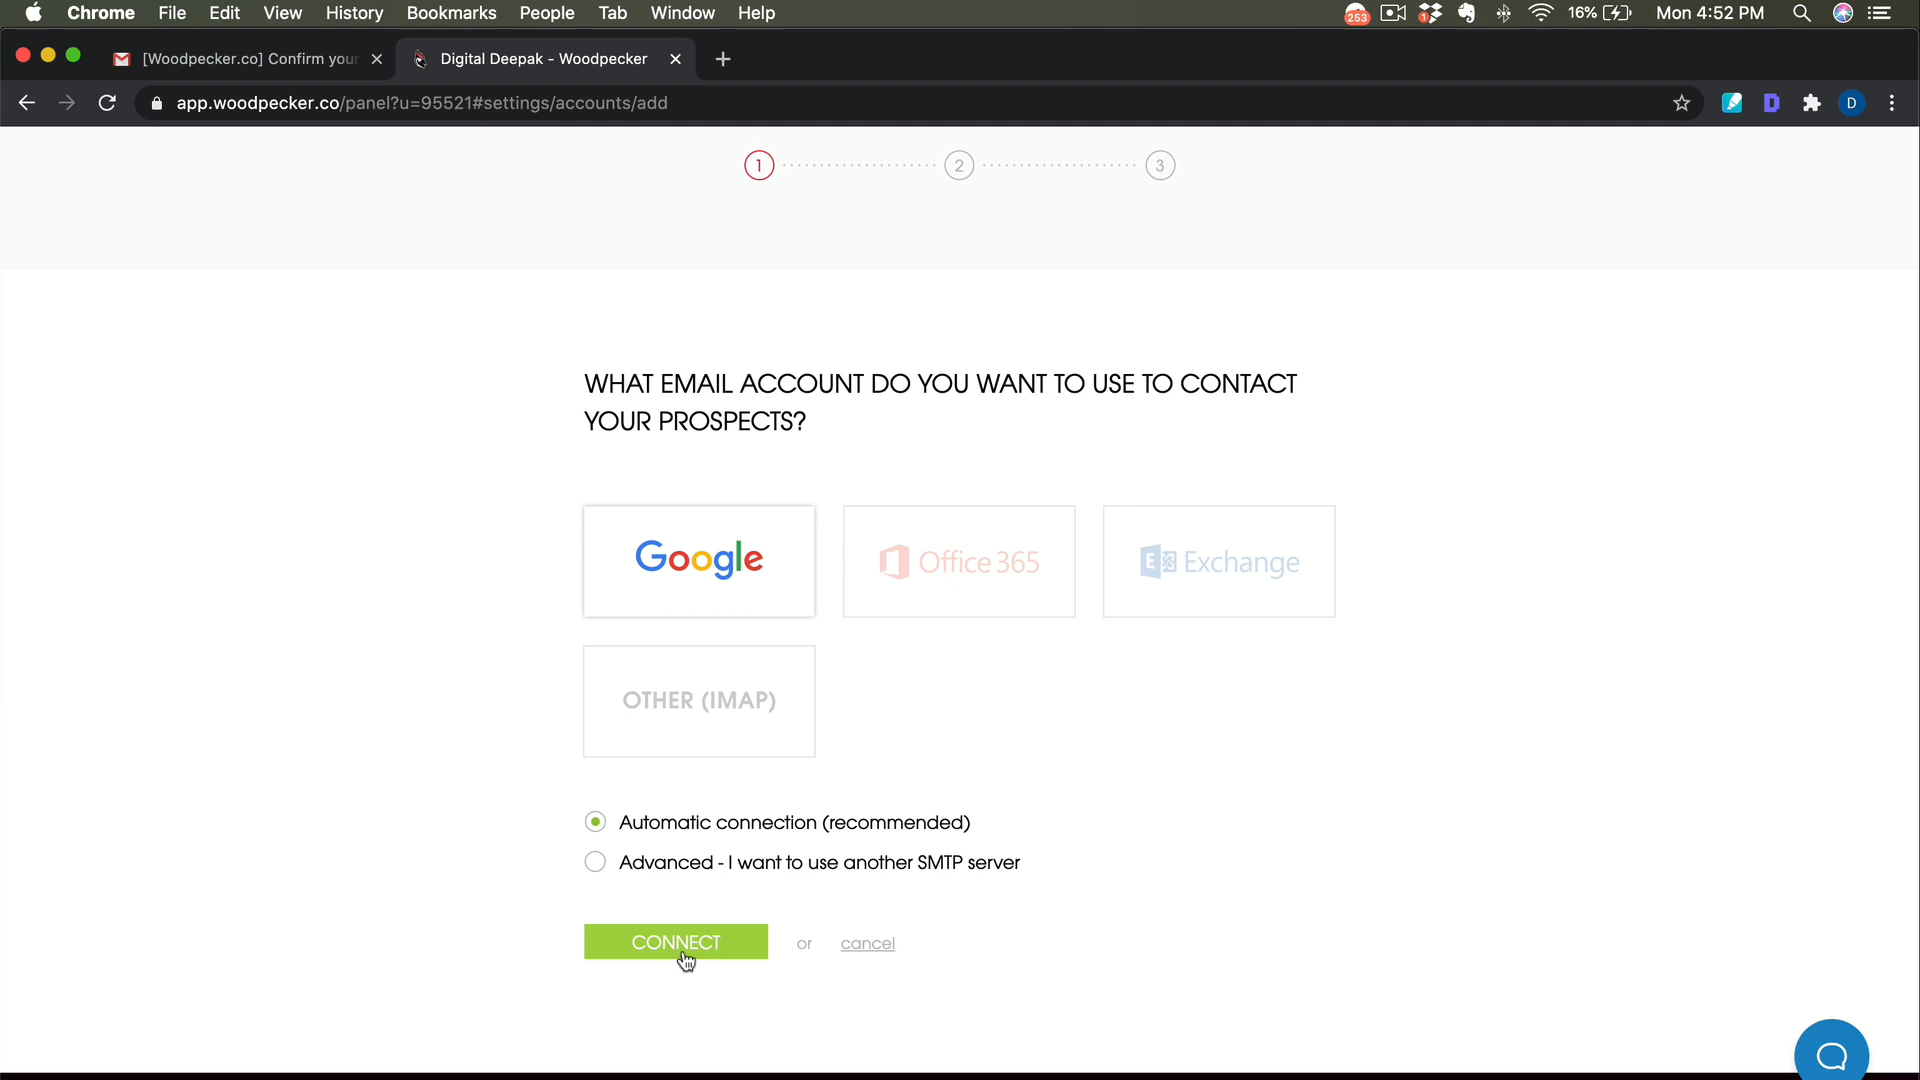 Chrome File Edit View History Bookmarks People Tab Window Help 253 1 16% Mon 4:52 PM
[Woodpecker.co] Confirm your Digital Deepak - Woodpecker
app.woodpecker.co/panel?u=95521#settings/accounts/add D D
1 2 3
WHAT EMAIL ACCOUNT DO YOU WANT TO USE TO CONTACT
YOUR PROSPECTS?
Google Office 365 E Exchange
OTHER (IMAP)
Automatic connection (recommended)
Advanced - I want to use another SMTP server
CONNECT or cancel